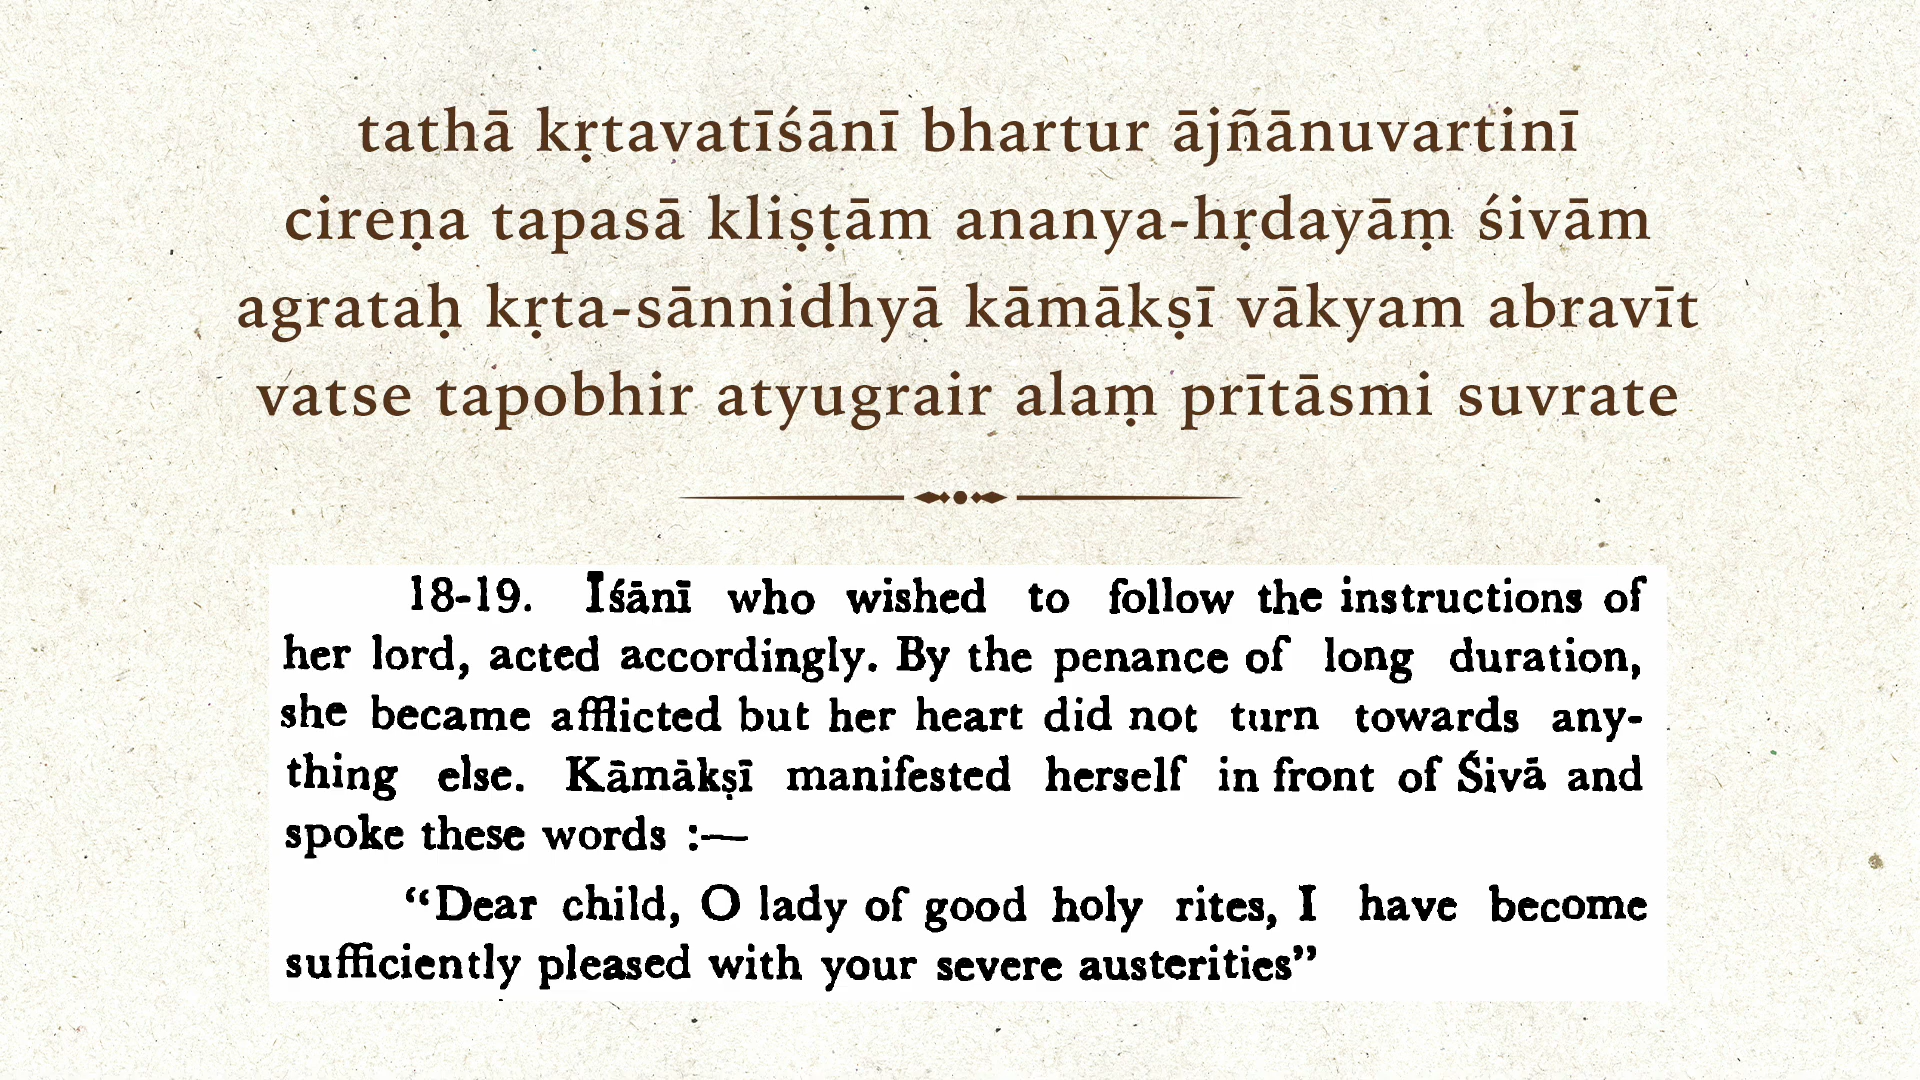 tathā kṛtavatīśānī bhartur ājñānuvartinī
cireṇa tapasā kliṣṭām ananya-hṛdayāṃ śivām
agrataḥ kṛta-sānnidhyā kāmākṣī vākyam abravīt
vatse tapobhir atyugrair alaṃ prītāsmi suvrate
18-19. Īśānī who wished to follow the instructions of
her lord, acted accordingly. By the penance of long duration,
she became afflicted but her heart did not turn towards any-
thing else. Kāmākṣī manifested herself in front of Śivā and
spoke these words :—
“Dear child, O lady of good holy rites, I have become
sufficiently pleased with your severe austerities”